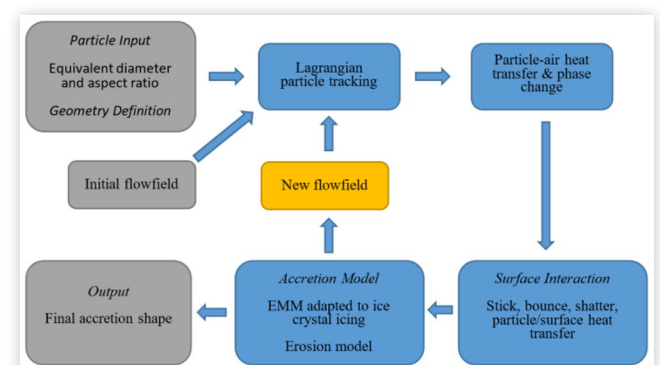 Particle Input
Equivalent diameter
and aspect ratio
Geometry Definition
Lagrangian
particle tracking
Particle-air heat
transfer & phase
change
Initial flowfield
New flowfield
Output
Final accretion shape
Accretion Model
EMM adapted to ice
crystal icing
Erosion model
Surface Interaction
Stick, bounce, shatter,
particle/surface heat
transfer